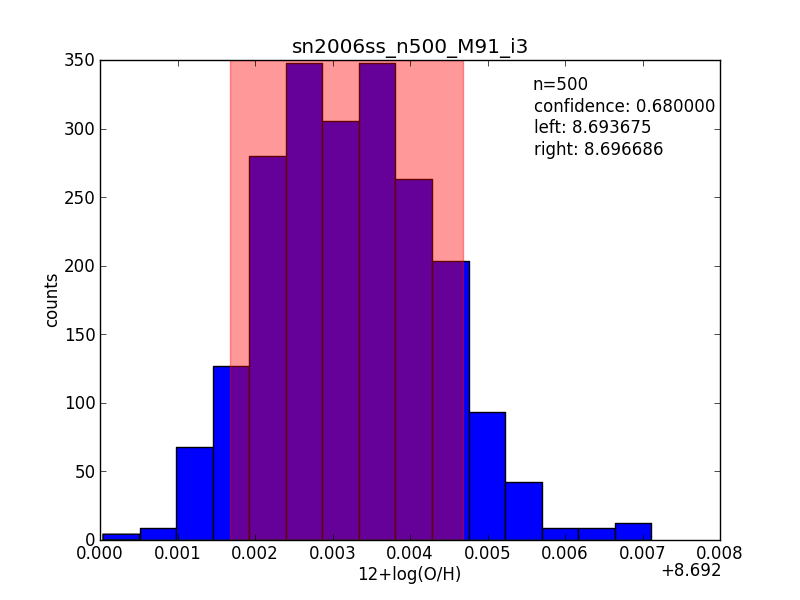 sn2006ss_n500_M91_i3
350
300
250
200
150
100
50
0
counts
n=500
confidence: 0.680000
left: 8.693675
right: 8.696686
0.000 0.001 0.002 0.003 0.004 0.005 0.006 0.007 0.008
12+log(O/H)
+8.692